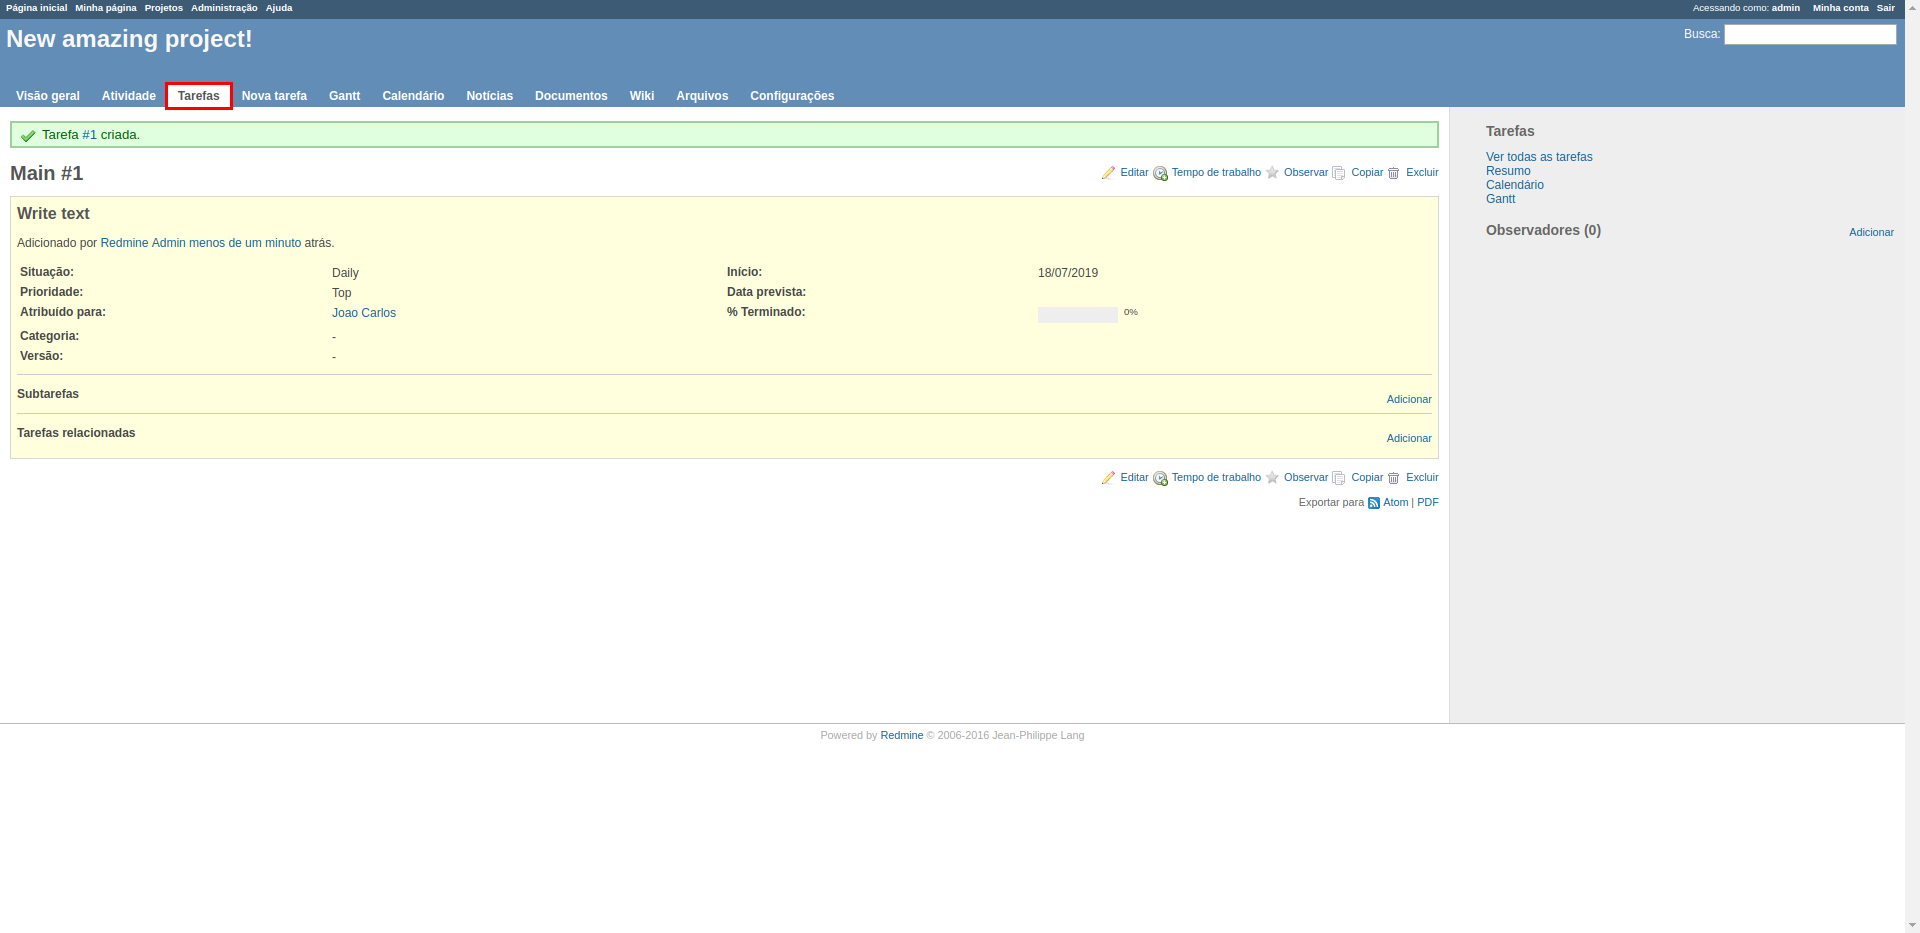 Página inicial Minha página Projetos Administração Ajuda Acessando como: admin Minha conta Sair
New amazing project! Busca:
Visão geral Atividade Tarefas Nova tarefa Gantt Calendário Notícias Documentos Wiki Arquivos Configurações
Tarefa #1 criada.
Main #1 Editar Tempo de trabalho Observar Copiar Excluir
Write text
Adicionado por Redmine Admin menos de um minuto atrás.
Situação: Daily Início: 18/07/2019
Prioridade: Top Data prevista:
Atribuído para: Joao Carlos % Terminado: 0%
Categoria: -
Versão: -
Subtarefas Adicionar
Tarefas relacionadas Adicionar
Editar Tempo de trabalho Observar Copiar Excluir
Exportar para Atom | PDF
Tarefas
Ver todas as tarefas
Resumo
Calendário
Gantt
Observadores (0) Adicionar
Powered by Redmine © 2006-2016 Jean-Philippe Lang